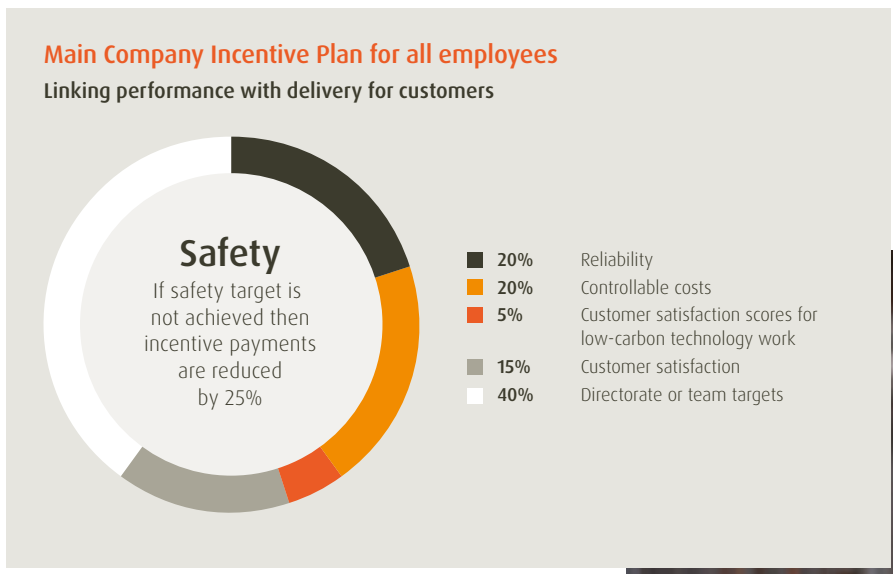 Main Company Incentive Plan for all employees
Linking performance with delivery for customers
Safety
If safety target is
not achieved then
incentive payments
are reduced
by 25%
20% Reliability
20% Controllable costs
5% Customer satisfaction scores for
low-carbon technology work
15% Customer satisfaction
40% Directorate or team targets